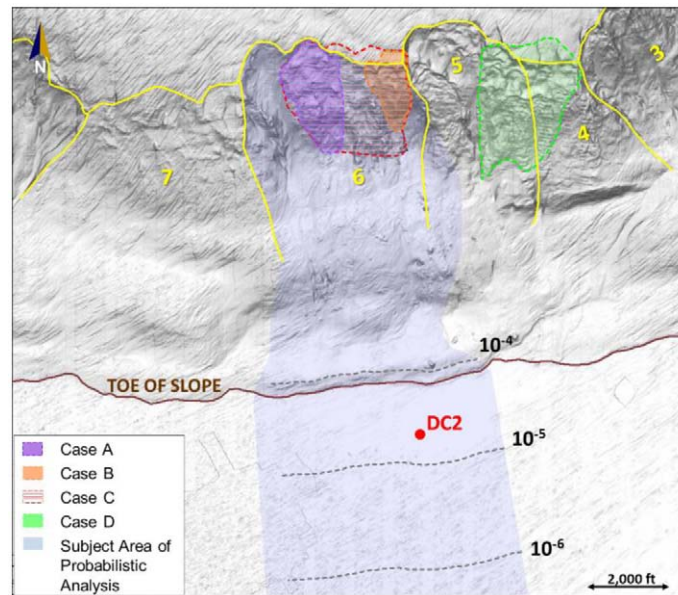 N
3
5
4
6
7
10⁻⁴
TOE OF SLOPE
DC2
10⁻⁵
10⁻⁶
Case A
Case B
Case C
Case D
Subject Area of
Probabilistic
Analysis
2,000 ft